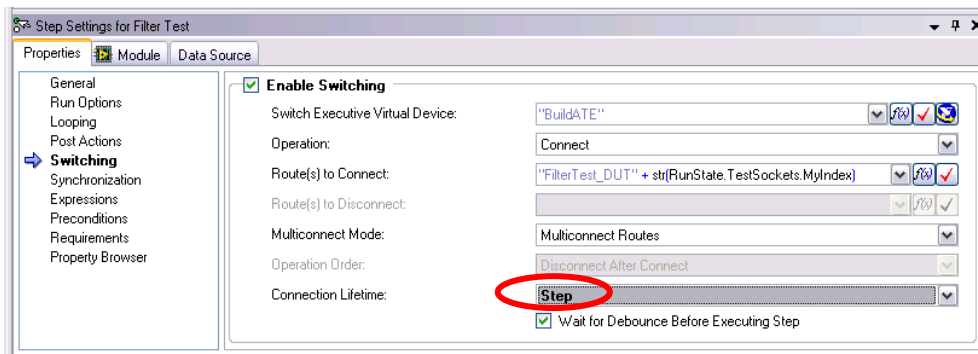 Step Settings for Filter Test
Properties Module Data Source
General
Run Options
Looping
Post Actions
Switching
Synchronization
Expressions
Preconditions
Requirements
Property Browser
Enable Switching
Switch Executive Virtual Device: "BuildATE" f(x)
Operation: Connect
Route(s) to Connect: "FilterTest_DUT" + str(RunState.TestSockets.MyIndex) f(x)
Route(s) to Disconnect: f(x)
Multiconnect Mode: Multiconnect Routes
Operation Order: Disconnect After Connect
Connection Lifetime: Step
Wait for Debounce Before Executing Step